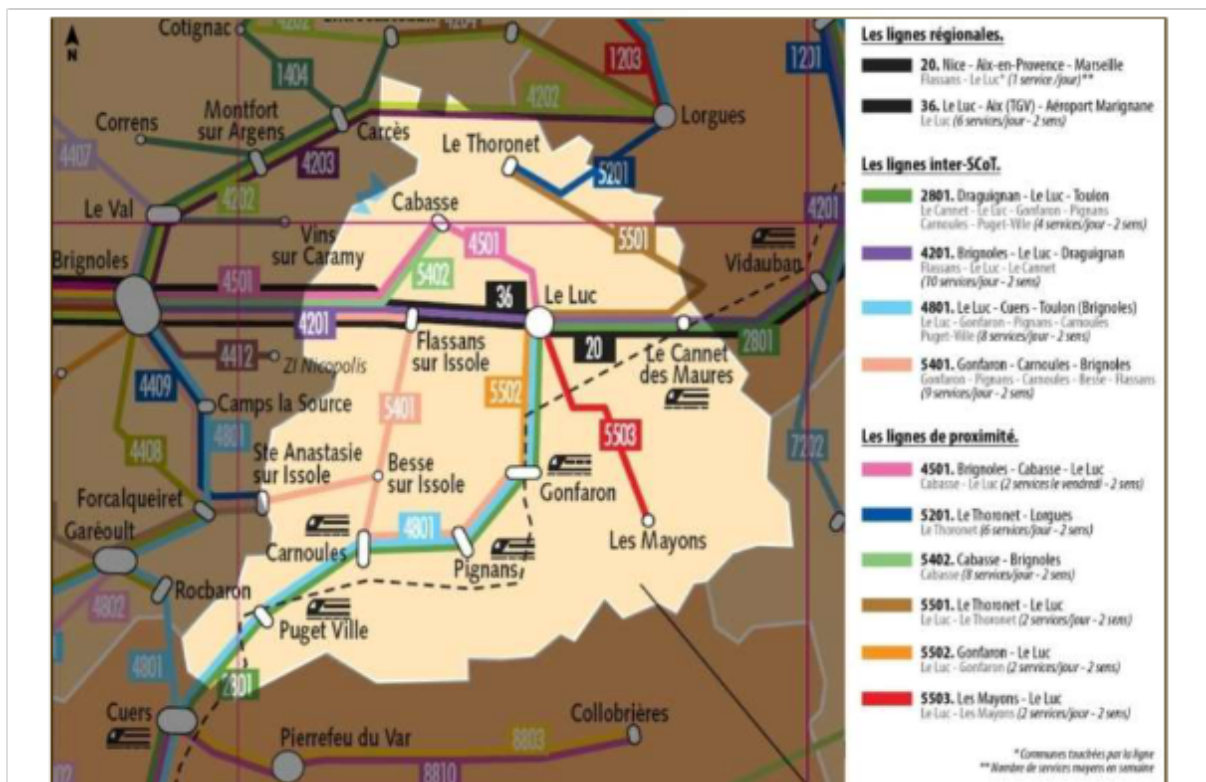 N
Cotignac
4202
1404
1203
1201
Montfort
sur Argens
Carcès
4202
Lorgues
Correns
4407
4203
4202
Le Thoronet
5201
Le Val
Cabasse
4201
Vins
sur Caramy
4501
5501
Vidauban
Brignoles
4501
5402
36
Le Luc
4201
20
2801
Flassans
sur Issole
Le Cannet
des Maures
4412
ZI Nicopolis
4409
5502
Camps la Source
5401
5503
4801
7202
4408
Ste Anastasie
sur Issole
Besse
sur Issole
Gonfaron
Forcalqueiret
Garéoult
4801
Les Mayons
Carnoules
Pignans
Rocbaron
4802
Puget Ville
4801
2801
Cuers
Collobrières
Pierrefeu du Var
8803
8810
Les lignes régionales.
20. Nice - Aix-en-Provence - Marseille
Flassans - Le Luc* (1 service /jour)**
36. Le Luc - Aix (TGV) - Aéroport Marignane
Le Luc (6 services/jour - 2 sens)
Les lignes inter-SCoT.
2801. Draguignan - Le Luc - Toulon
Le Cannet - Le Luc - Gonfaron - Pignans
Carnoules - Puget-Ville (4 services/jour - 2 sens)
4201. Brignoles - Le Luc - Draguignan
Flassans - Le Luc - Le Cannet
(10 services/jour - 2 sens)
4801. Le Luc - Cuers - Toulon (Brignoles)
Le Luc - Gonfaron - Pignans - Carnoules
Puget-Ville (8 services/jour - 2 sens)
5401. Gonfaron - Carnoules - Brignoles
Gonfaron - Pignans - Carnoules - Besse - Flassans
(9 services/jour - 2 sens)
Les lignes de proximité.
4501. Brignoles - Cabasse - Le Luc
Cabasse - Le Luc (2 services le vendredi - 2 sens)
5201. Le Thoronet - Lorgues
Le Thoronet (6 services/jour - 2 sens)
5402. Cabasse - Brignoles
Cabasse (8 services/jour - 2 sens)
5501. Le Thoronet - Le Luc
Le Luc - Le Thoronet (2 services/jour - 2 sens)
5502. Gonfaron - Le Luc
Le Luc - Gonfaron (2 services/jour - 2 sens)
5503. Les Mayons - Le Luc
Le Luc - Les Mayons (2 services/jour - 2 sens)
* Communes touchées par la ligne
** Nombre de services moyens en semaine